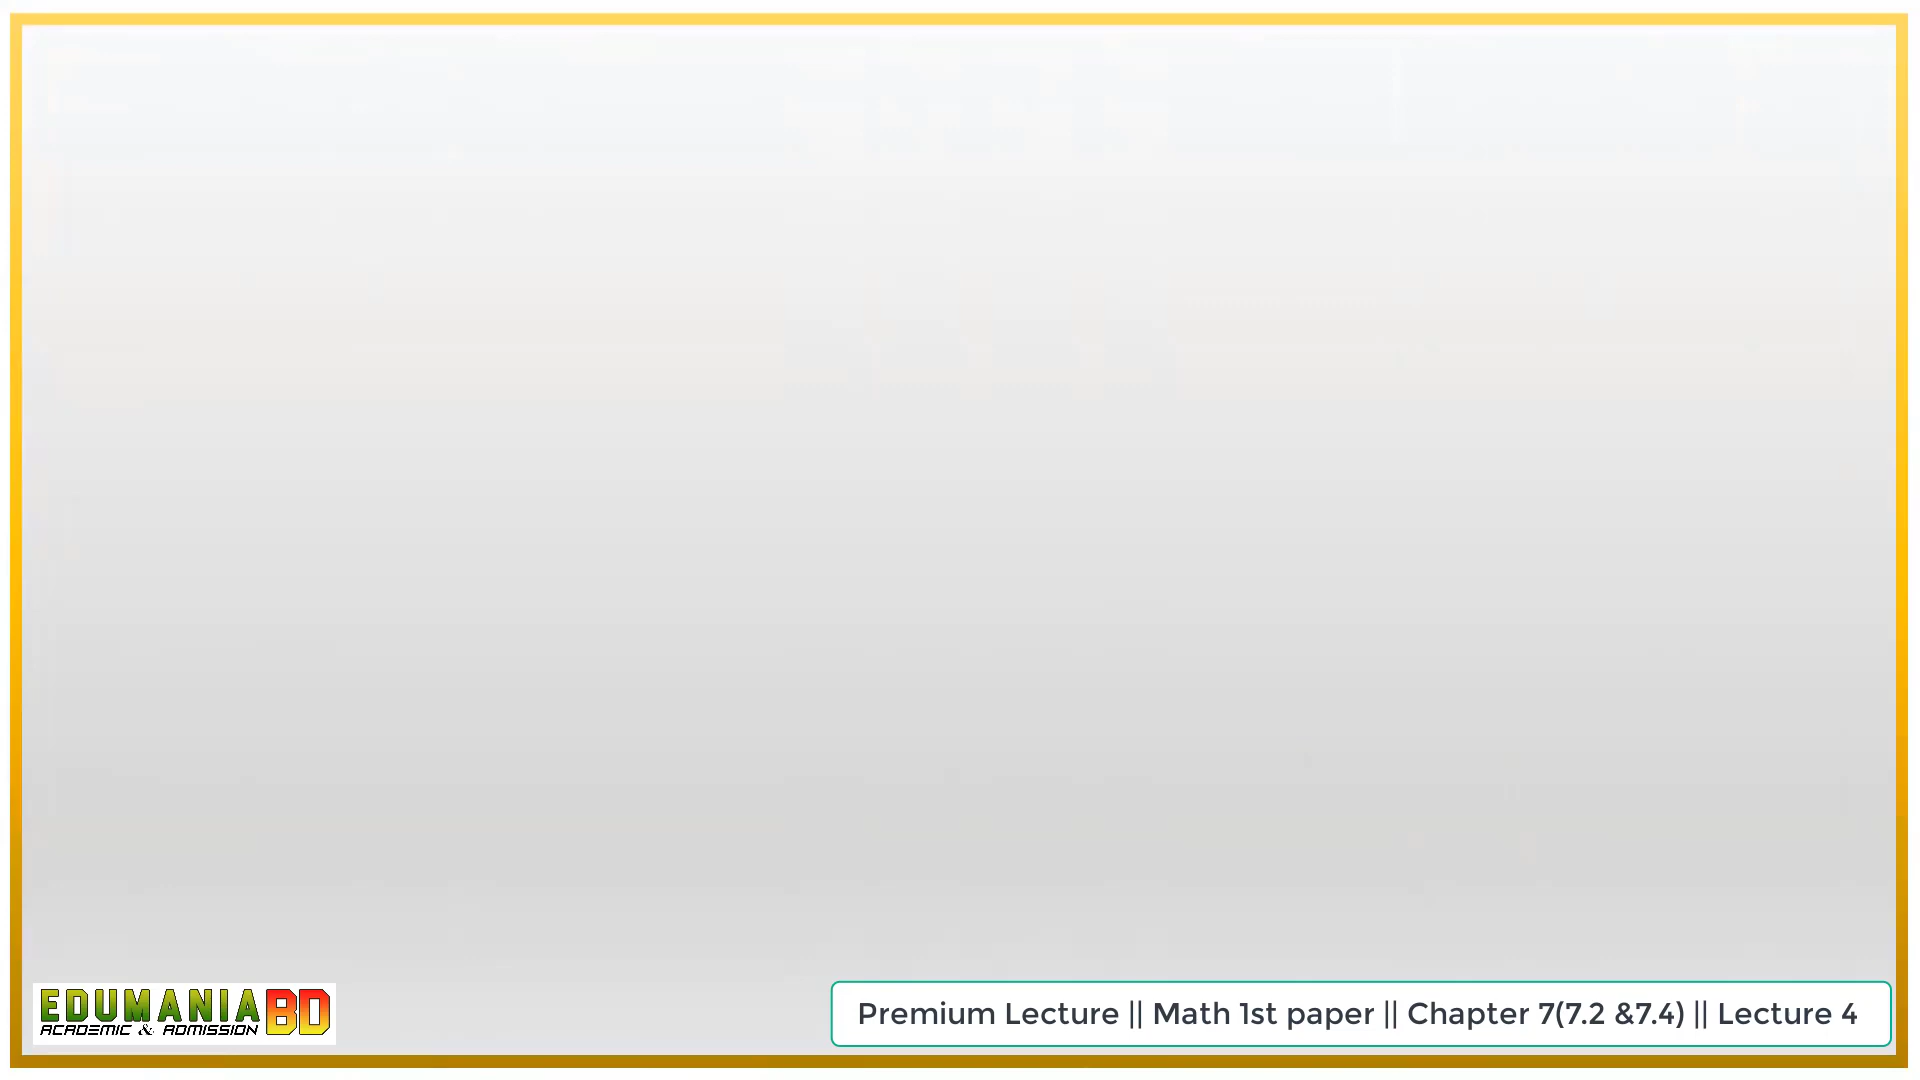 EDUMANIA BD
ACADEMIC & ADMISSION
Premium Lecture || Math 1st paper || Chapter 7(7.2 &7.4) || Lecture 4